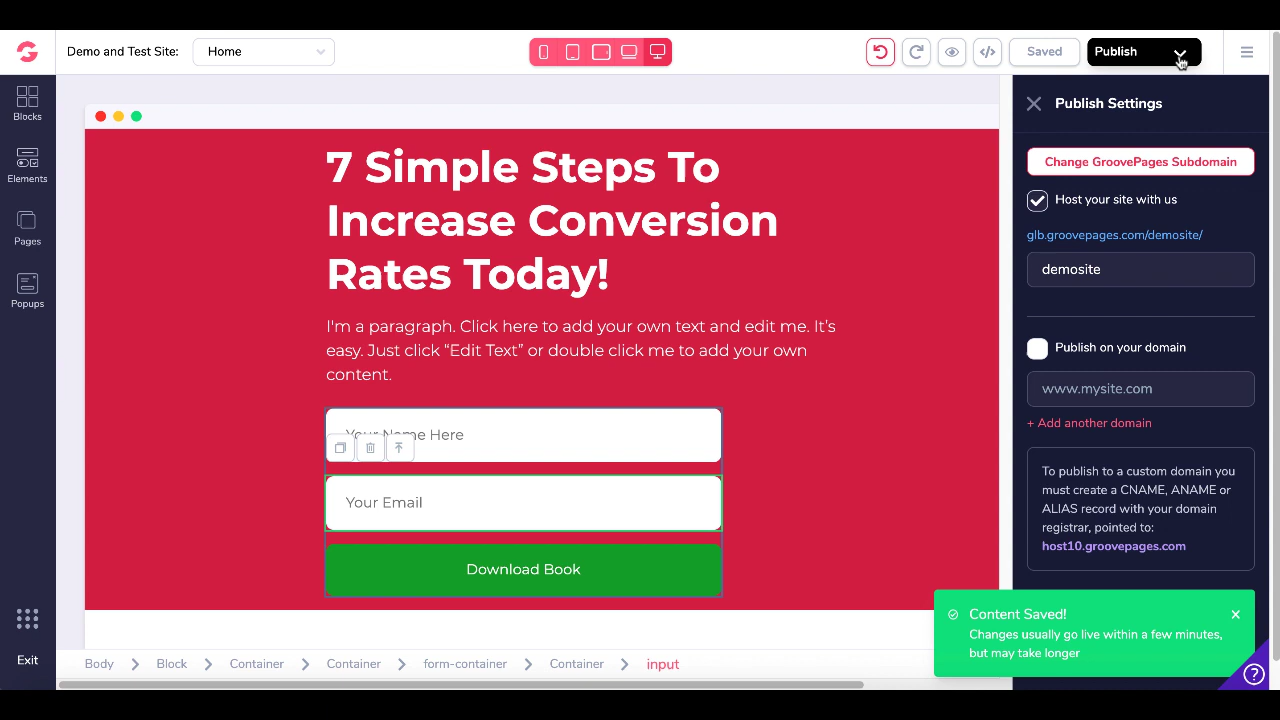 Demo and Test Site:
Home
Saved
Publish
Blocks
Elements
Pages
Popups
Exit
7 Simple Steps To
Increase Conversion
Rates Today!
I'm a paragraph. Click here to add your own text and edit me. It's
easy. Just click “Edit Text” or double click me to add your own
content.
Your Name Here
Your Email
Download Book
Body
Block
Container
Container
form-container
Container
input
Publish Settings
Change GroovePages Subdomain
Host your site with us
glb.groovepages.com/demosite/
demosite
Publish on your domain
www.mysite.com
+ Add another domain
To publish to a custom domain you
must create a CNAME, ANAME or
ALIAS record with your domain
registrar, pointed to:
host10.groovepages.com
Content Saved!
Changes usually go live within a few minutes,
but may take longer